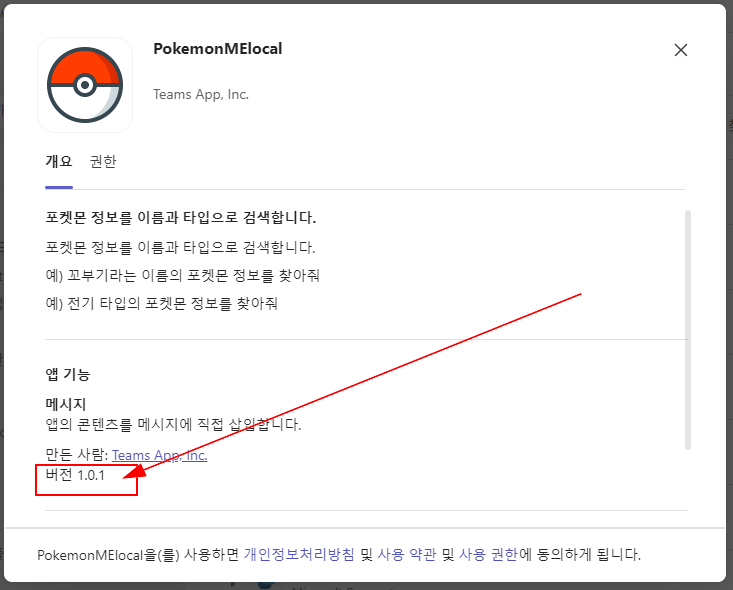 PokemonMElocal
Teams App, Inc.
개요 권한
포켓몬 정보를 이름과 타입으로 검색합니다.
포켓몬 정보를 이름과 타입으로 검색합니다.
예) 꼬부기라는 이름의 포켓몬 정보를 찾아줘
예) 전기 타입의 포켓몬 정보를 찾아줘
앱 기능
메시지
앱의 콘텐츠를 메시지에 직접 삽입합니다.
만든 사람: Teams App, Inc.
버전 1.0.1
PokemonMElocal을(를) 사용하면 개인정보처리방침 및 사용 약관 및 사용 권한에 동의하게 됩니다.